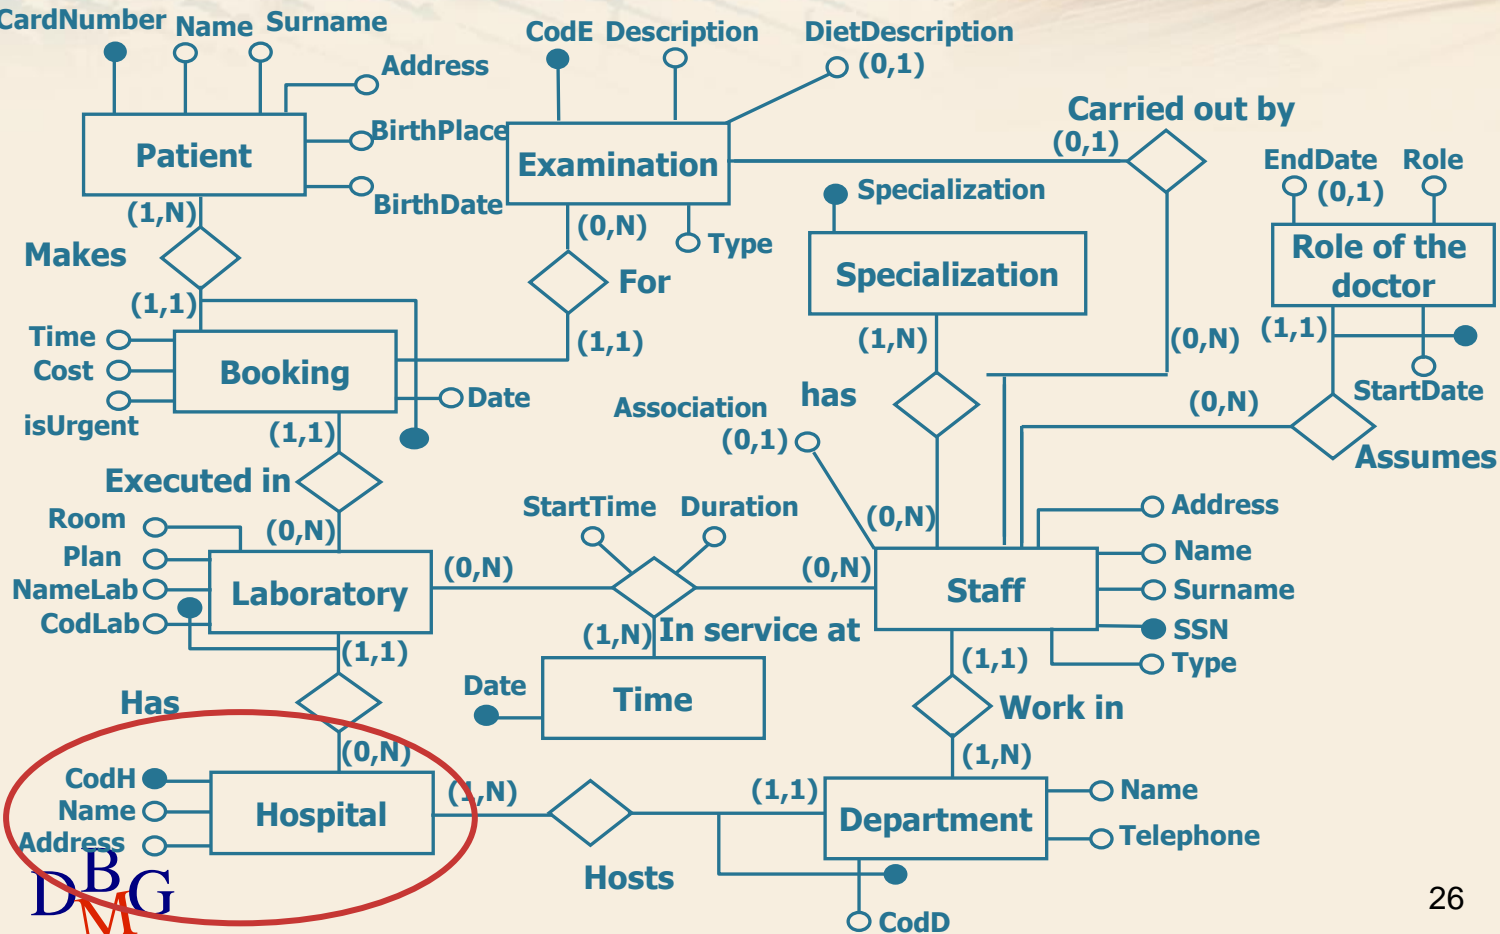 CardNumber Name Surname
CodE Description DietDescription
(0,1)
Address
Carried out by
(0,1)
BirthPlace
Patient
Examination
EndDate Role
(0,1)
Specialization
BirthDate
(1,N)
(0,N)
Type
Makes
For
Specialization
Role of the
doctor
(1,1)
(1,1)
(1,N)
(0,N)
(1,1)
Time
Cost
isUrgent
Booking
Date
StartDate
Association
(0,1)
has
(0,N)
Assumes
(1,1)
Executed in
Room
Plan
NameLab
CodLab
(0,N)
StartTime Duration
(0,N)
Address
Name
Surname
SSN
Type
Laboratory
(0,N)
(0,N)
Staff
(1,N)
In service at
(1,1)
(1,1)
Has
Date
Time
Work in
(0,N)
(1,N)
CodH
Name
Address
Hospital
(1,N)
(1,1)
Department
Name
Telephone
Hosts
CodD
DBMG
26